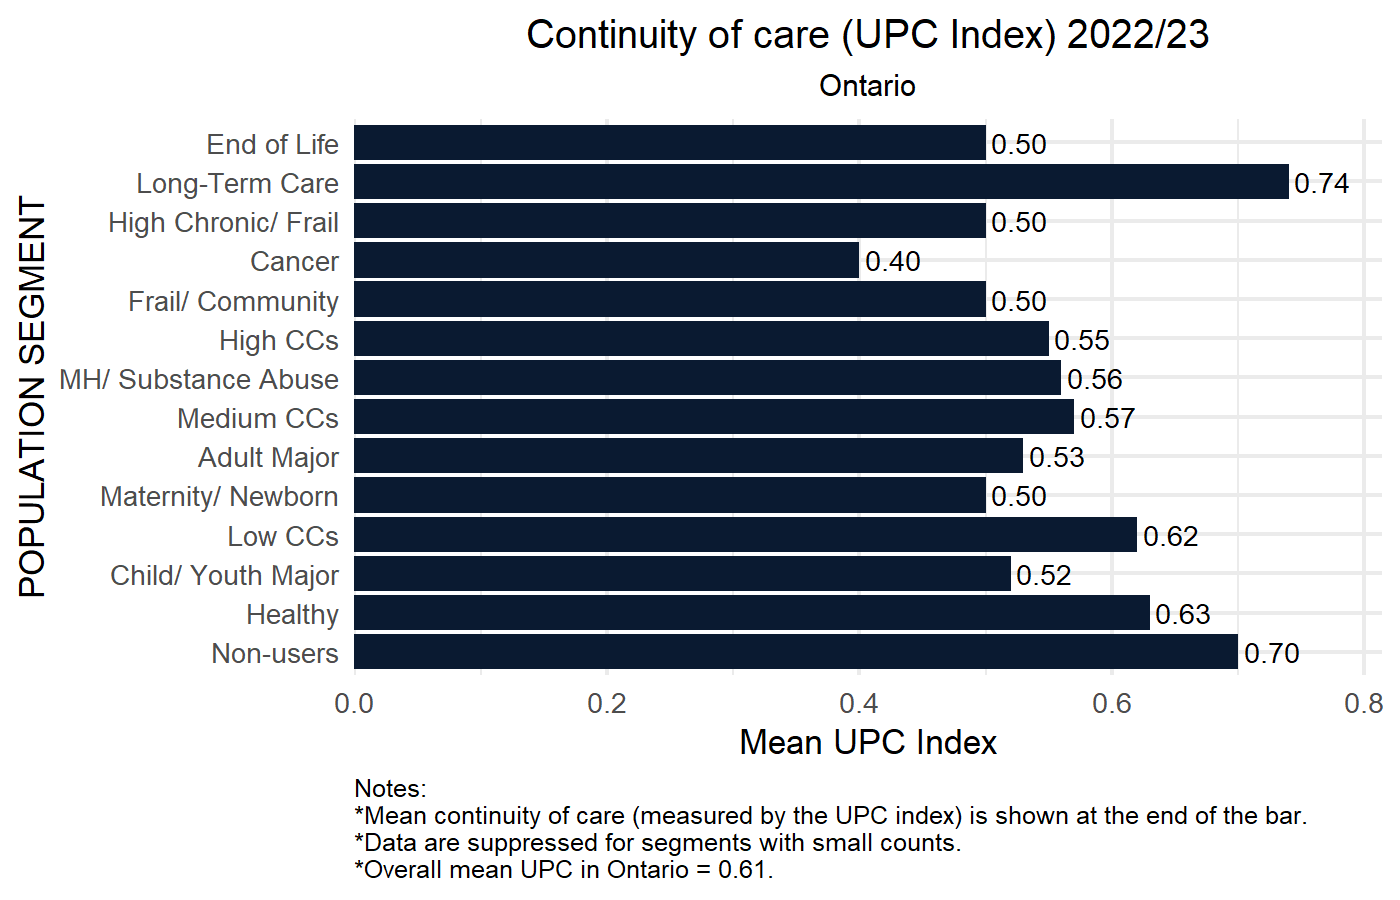 Continuity of care (UPC Index) 2022/23
Ontario
POPULATION SEGMENT
End of Life 0.50
Long-Term Care 0.74
High Chronic/ Frail 0.50
Cancer 0.40
Frail/ Community 0.50
High CCs 0.55
MH/ Substance Abuse 0.56
Medium CCs 0.57
Adult Major 0.53
Maternity/ Newborn 0.50
Low CCs 0.62
Child/ Youth Major 0.52
Healthy 0.63
Non-users 0.70
0.0 0.2 0.4 0.6 0.8
Mean UPC Index
Notes:
*Mean continuity of care (measured by the UPC index) is shown at the end of the bar.
*Data are suppressed for segments with small counts.
*Overall mean UPC in Ontario = 0.61.